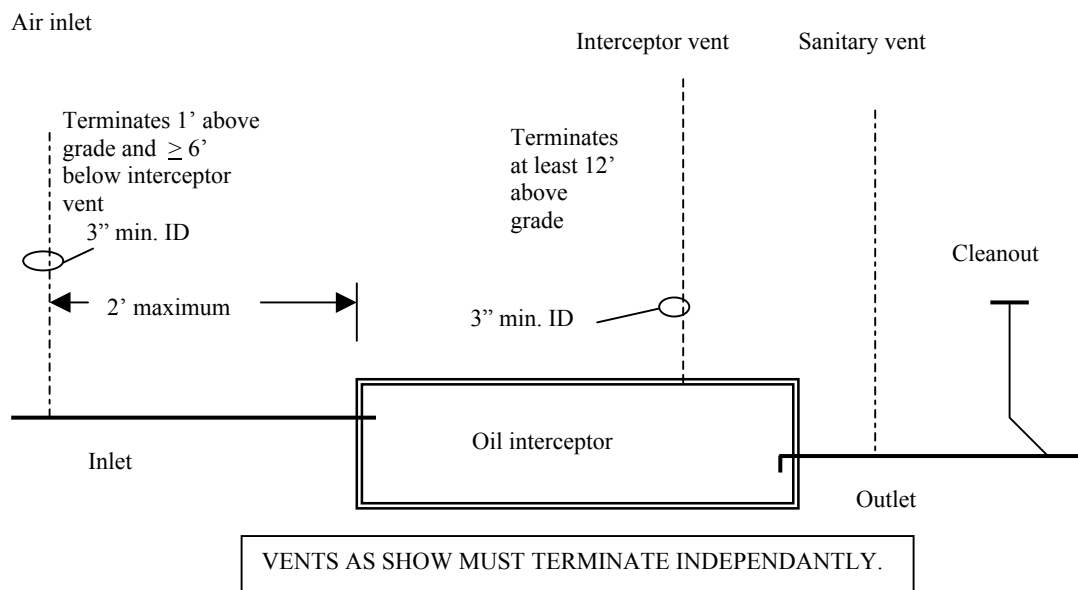 Air inlet
Interceptor vent
Sanitary vent
Terminates 1’ above
grade and ≥ 6’
below interceptor
vent
3” min. ID
Terminates
at least 12’
above
grade
Cleanout
2’ maximum
3” min. ID
Oil interceptor
Inlet
Outlet
VENTS AS SHOW MUST TERMINATE INDEPENDANTLY.